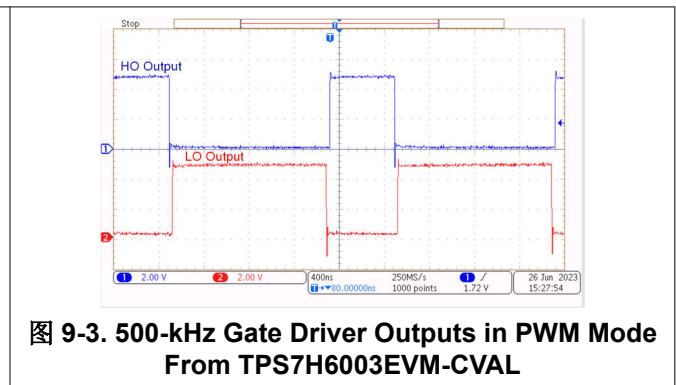 Stop
T
T
HO Output
1
LO Output
2
1 2.00 V 2 2.00 V 400ns 250MS/s 1 26 Jun 2023
T→▼80.00000ns 1000 points 1.72 V 15:27:54
图 9-3. 500-kHz Gate Driver Outputs in PWM Mode
From TPS7H6003EVM-CVAL